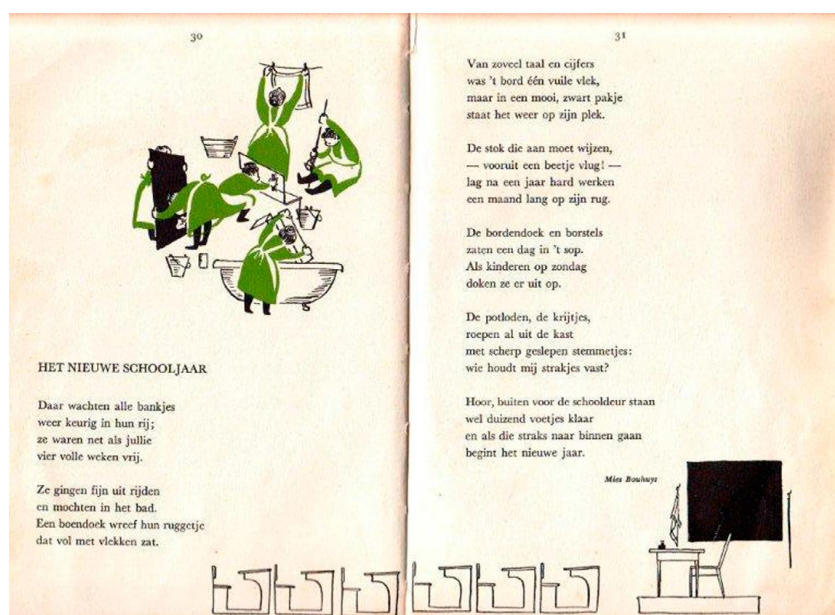 30
HET NIEUWE SCHOOLJAAR
Daar wachten alle bankjes
weer keurig in hun rij;
ze waren net als jullie
vier volle weken vrij.
Ze gingen fijn uit rijden
en mochten in het bad.
Een boendoek wreef hun ruggetje
dat vol met vlekken zat.
31
Van zoveel taal en cijfers
was 't bord één vuile vlek,
maar in een mooi, zwart pakje
staat het weer op zijn plek.
De stok die aan moet wijzen,
— vooruit een beetje vlug! —
lag na een jaar hard werken
een maand lang op zijn rug.
De bordendoek en borstels
zaten een dag in 't sop.
Als kinderen op zondag
doken ze er uit op.
De potloden, de krijtjes,
roepen al uit de kast
met scherp geslepen stemmetjes:
wie houdt mij strakjes vast?
Hoor, buiten voor de schooldeur staan
wel duizend voetjes klaar
en als die straks naar binnen gaan
begint het nieuwe jaar.
Mies Bouhuys